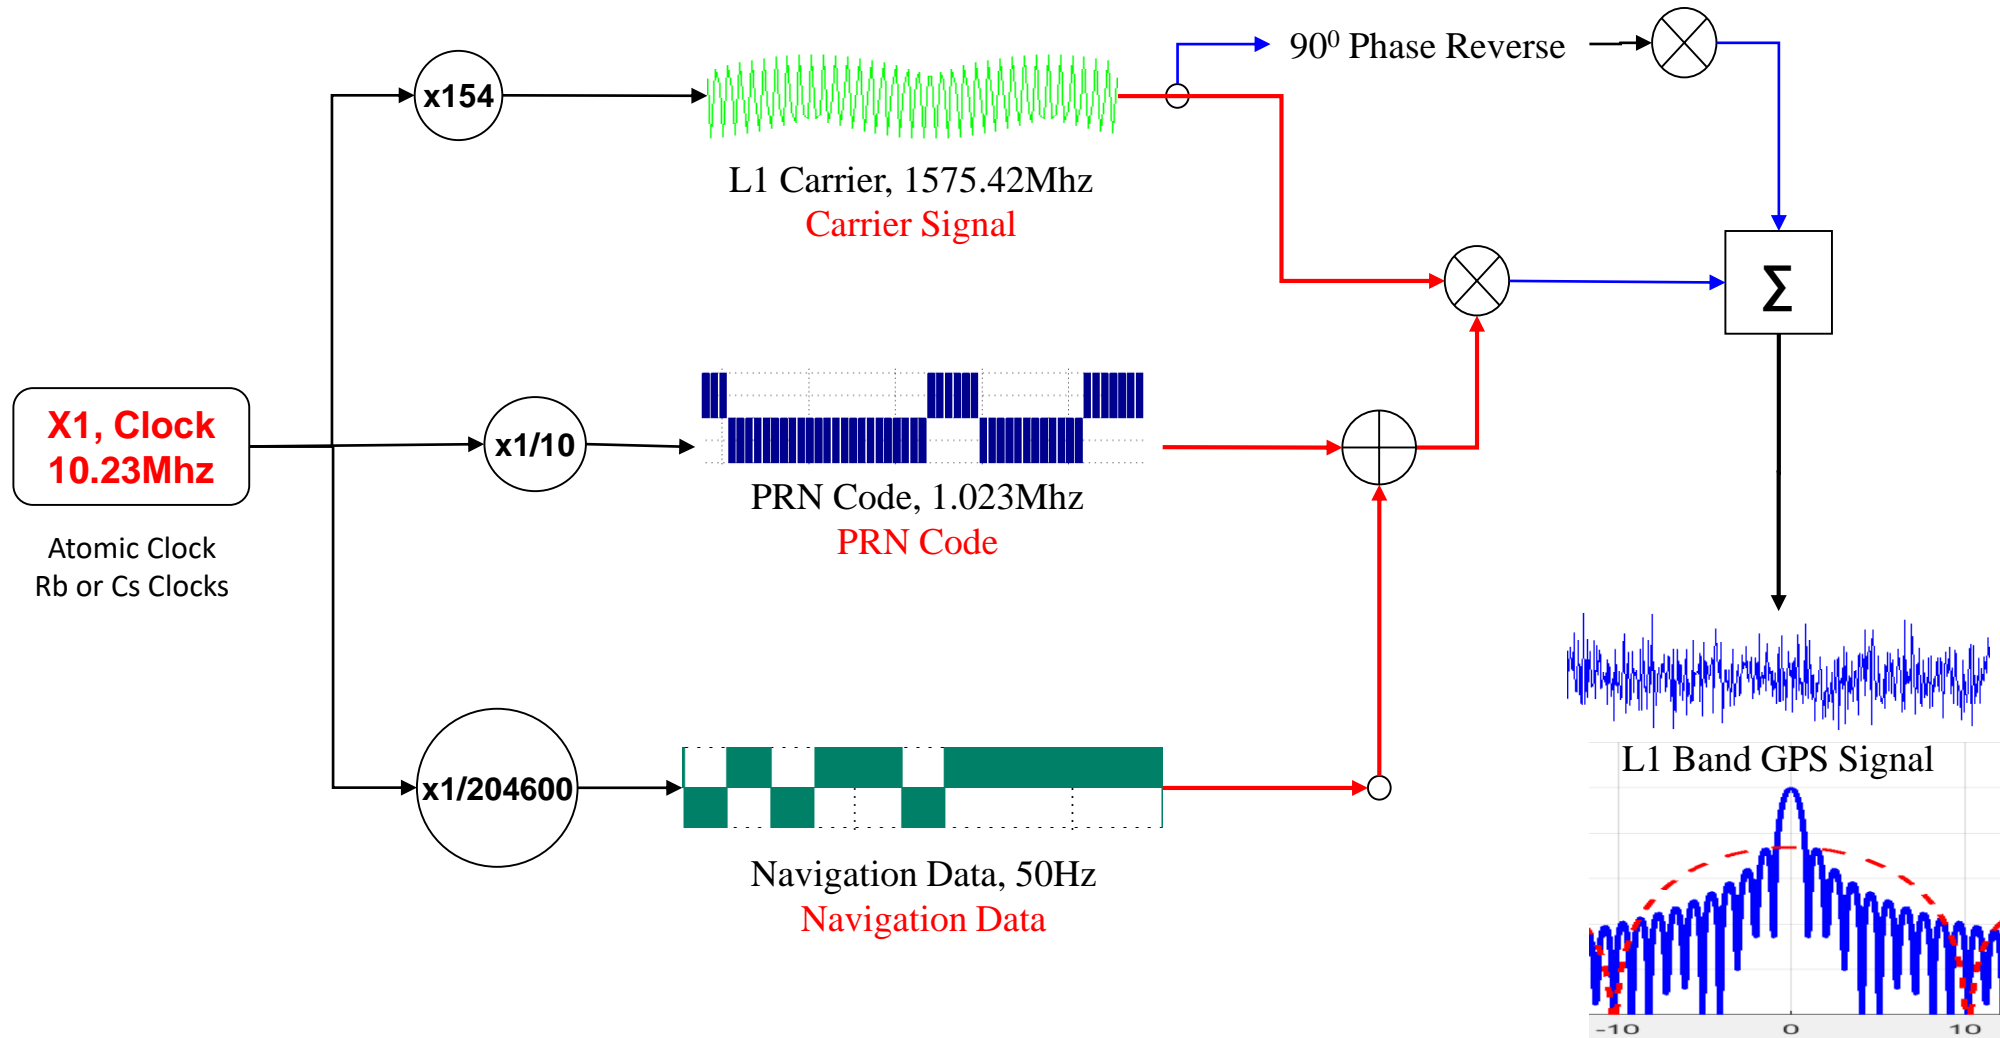 90⁰ Phase Reverse
x154
L1 Carrier, 1575.42Mhz
Carrier Signal
Σ
X1, Clock
10.23Mhz
x1/10
PRN Code, 1.023Mhz
PRN Code
Atomic Clock
Rb or Cs Clocks
x1/204600
L1 Band GPS Signal
Navigation Data, 50Hz
Navigation Data
-10 0 10